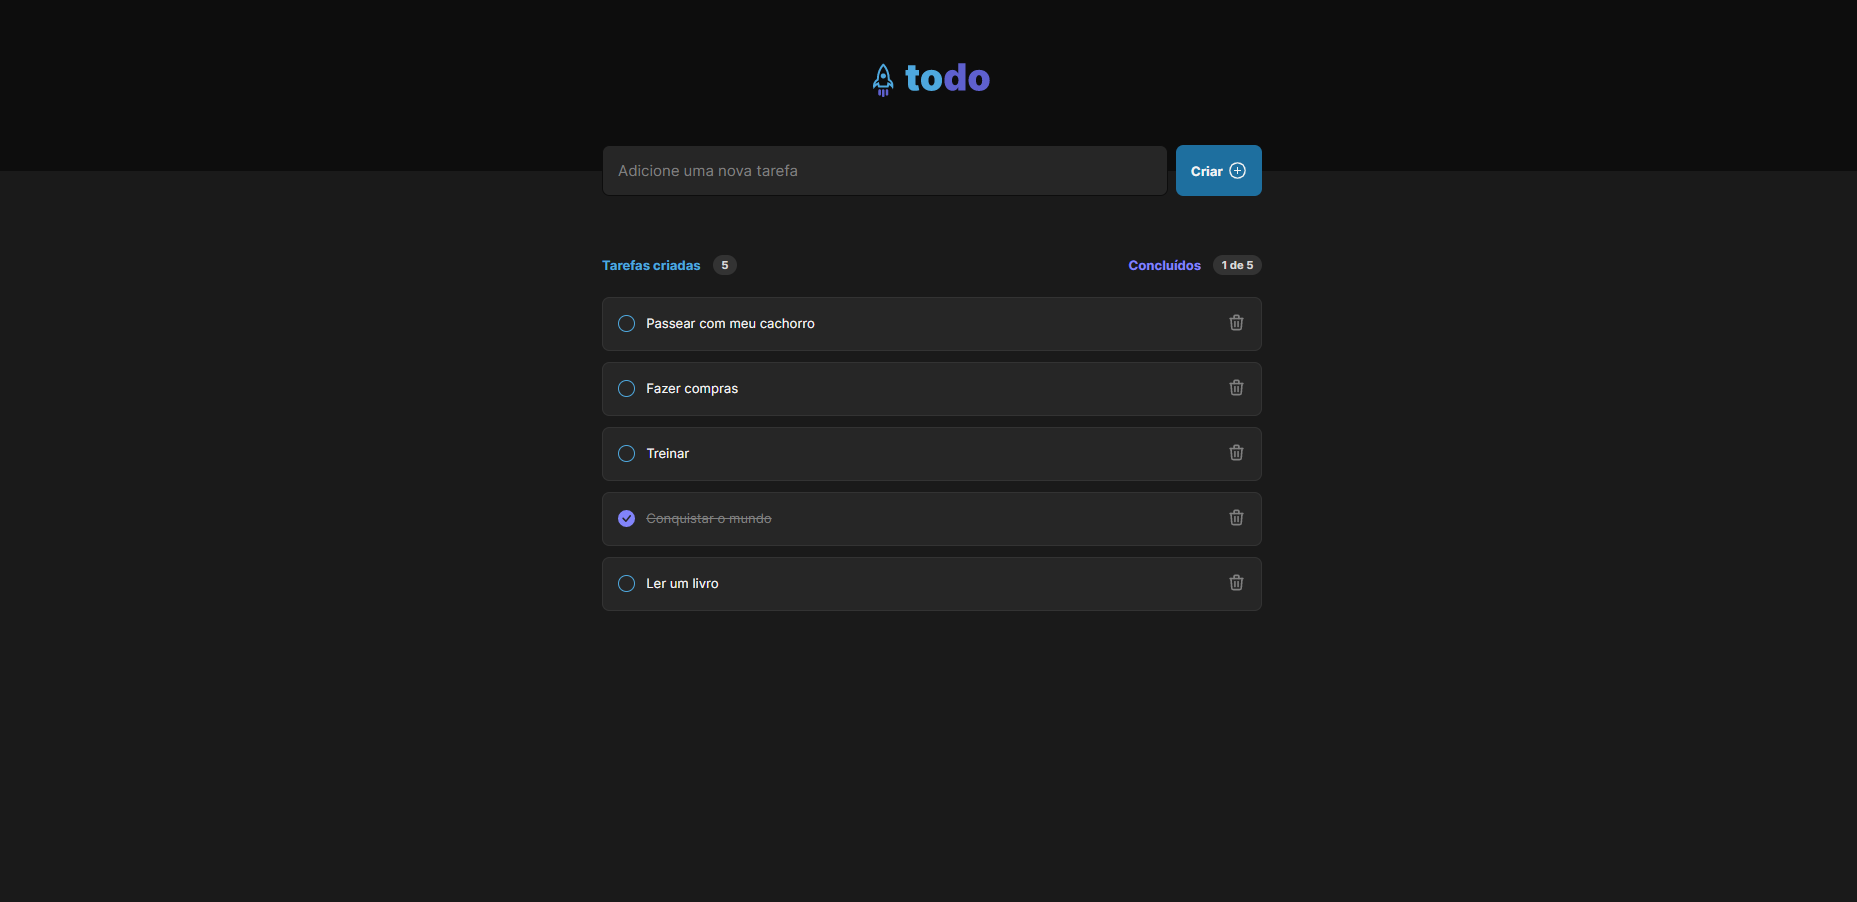 todo
Adicione uma nova tarefa
Criar
Tarefas criadas 5
Concluídos 1 de 5
Passear com meu cachorro
Fazer compras
Treinar
Conquistar o mundo
Ler um livro